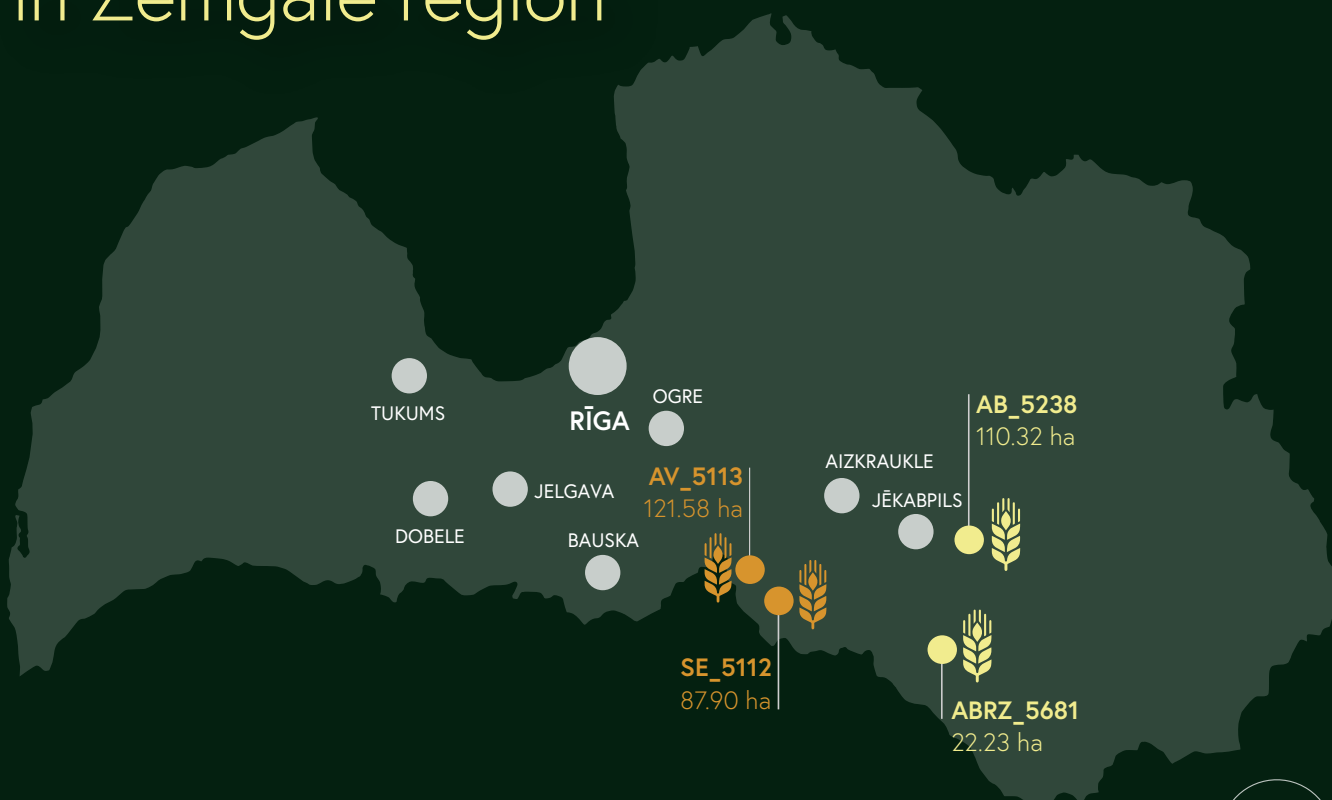 in Zemgale region
TUKUMS
RĪGA
OGRE
AB_5238
110.32 ha
AIZKRAUKLE
AV_5113
121.58 ha
JĒKABPILS
JELGAVA
DOBELE
BAUSKA
SE_5112
87.90 ha
ABRZ_5681
22.23 ha